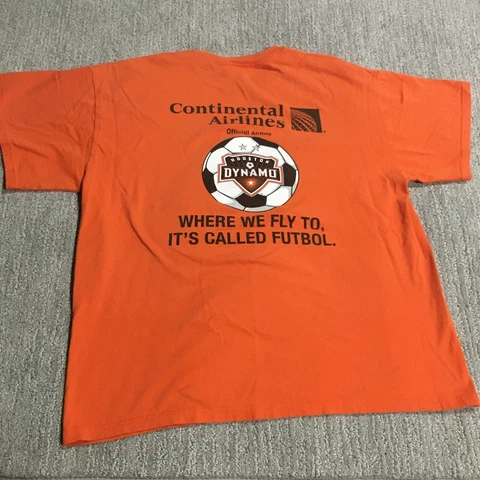 Continental
Airlines
Official Airline
HOUSTON
DYNAMO
WHERE WE FLY TO,
IT'S CALLED FUTBOL.